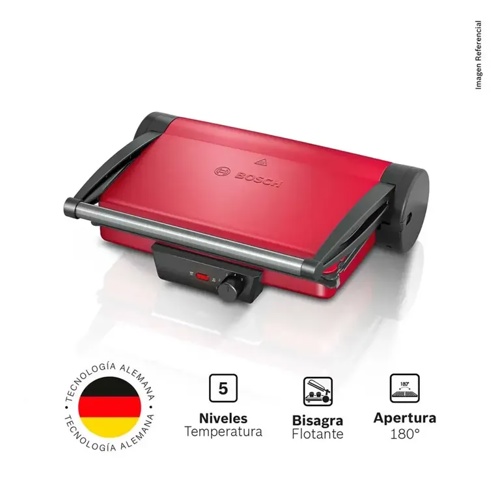 Imagen Referencial
BOSCH
TECNOLOGÍA ALEMANA
TECNOLOGÍA ALEMANA
5
Niveles
Temperatura
Bisagra
Flotante
180°
Apertura
180°